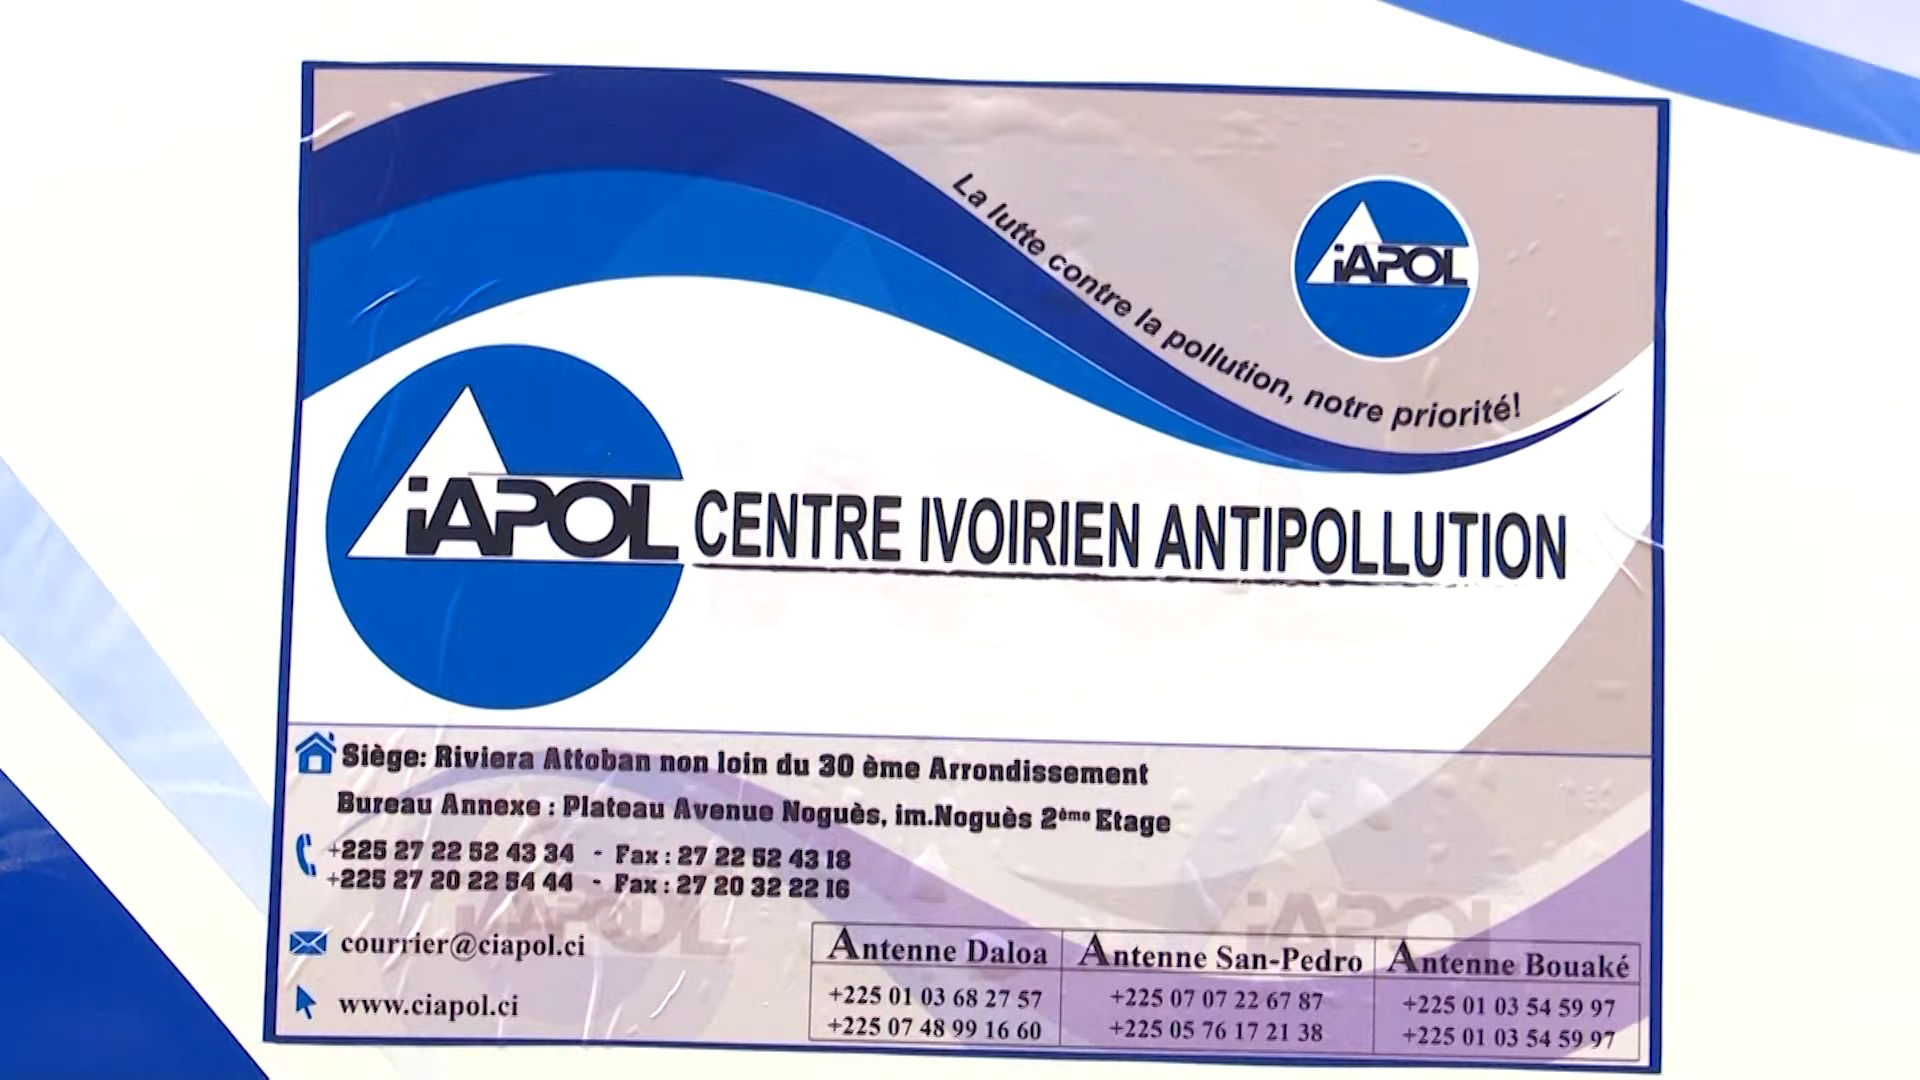 La lutte contre la pollution, notre priorité!
iAPOL
iAPOL CENTRE IVOIRIEN ANTIPOLLUTION
Siège: Riviera Attoban non loin du 30 ème Arrondissement
Bureau Annexe : Plateau Avenue Noguès, im.Noguès 2ème Etage
+225 27 22 52 43 34 - Fax : 27 22 52 43 18
+225 27 20 22 54 44 - Fax : 27 20 32 22 16
courrier@ciapol.ci
www.ciapol.ci
Antenne Daloa
+225 01 03 68 27 57
+225 07 48 99 16 60
Antenne San-Pedro
+225 07 07 22 67 87
+225 05 76 17 21 38
Antenne Bouaké
+225 01 03 54 59 97
+225 01 03 54 59 97